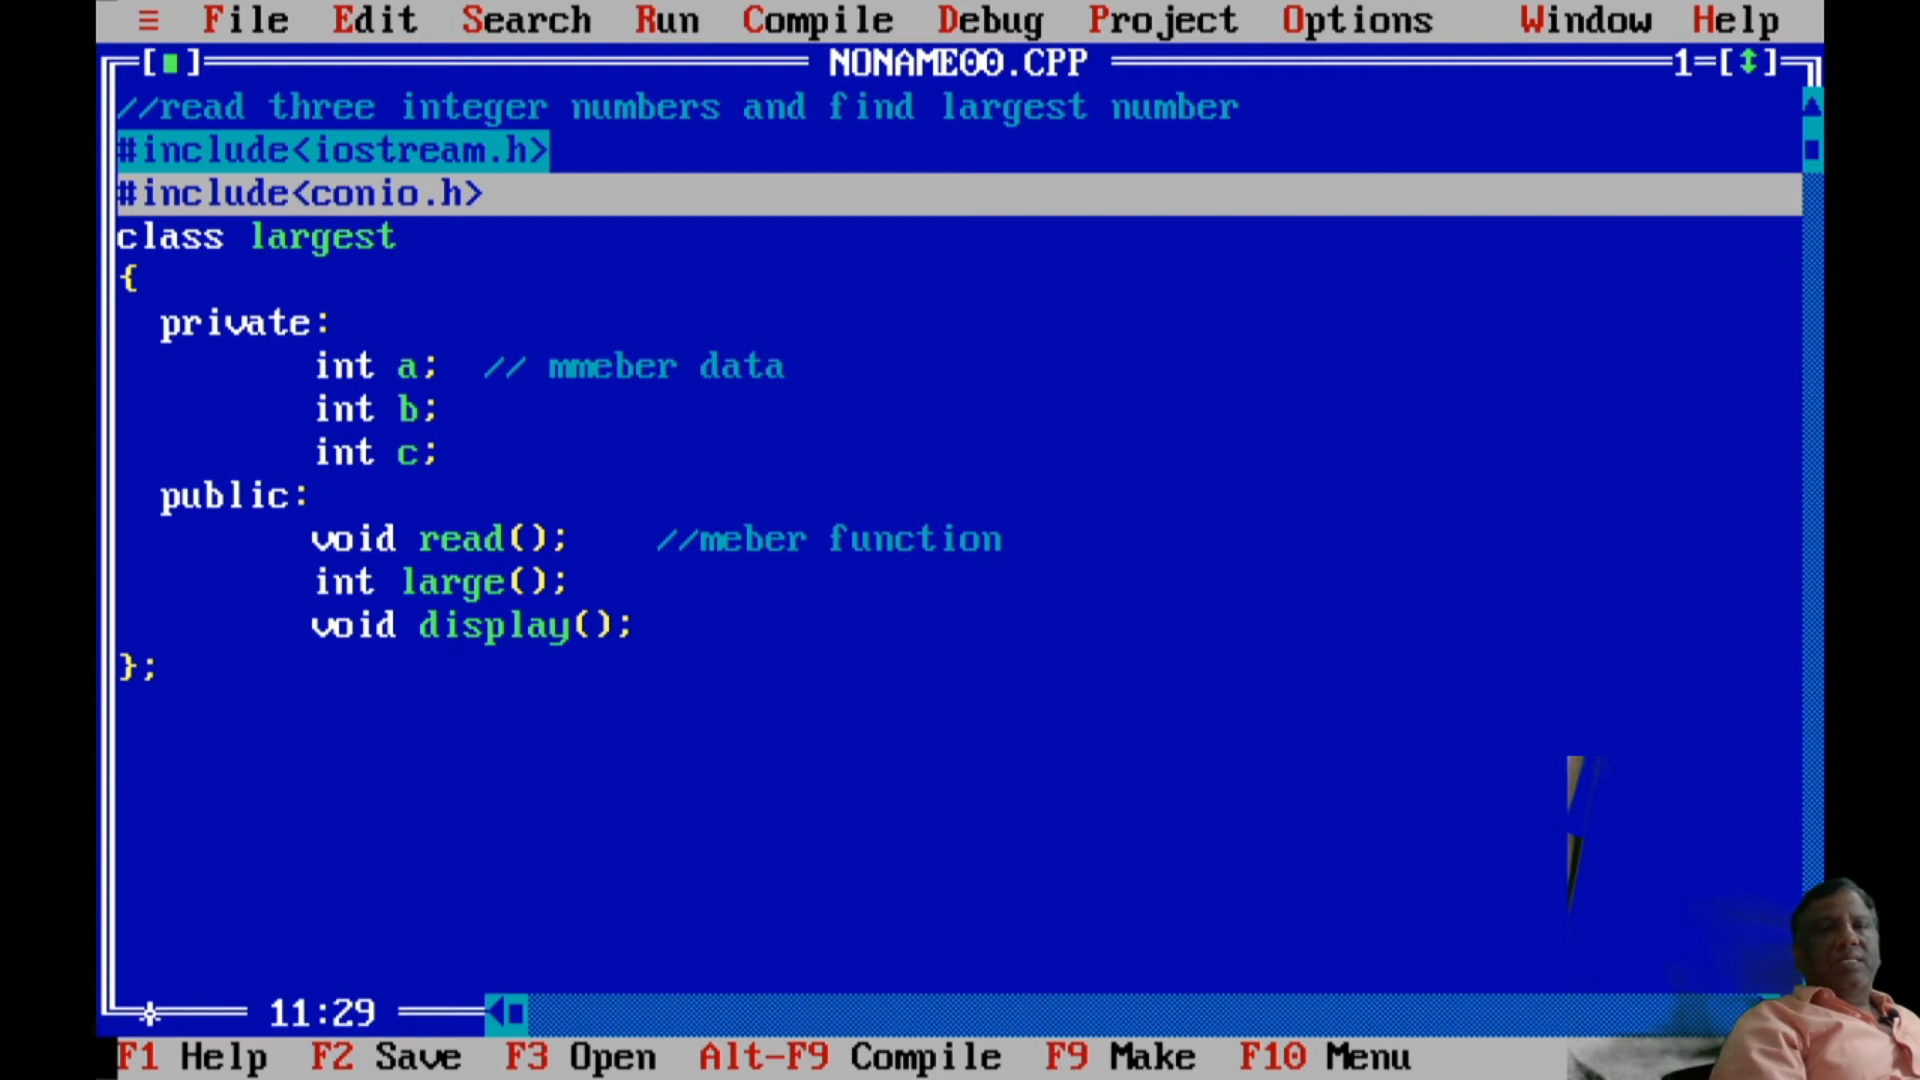 ≡ File Edit Search Run Compile Debug Project Options Window Help
[■] NONAME00.CPP 1=[↕]
//read three integer numbers and find largest number
#include<iostream.h>
#include<conio.h>
class largest
{
private:
int a; // mmeber data
int b;
int c;
public:
void read(); //meber function
int large();
void display();
};
11:29
F1 Help F2 Save F3 Open Alt-F9 Compile F9 Make F10 Menu